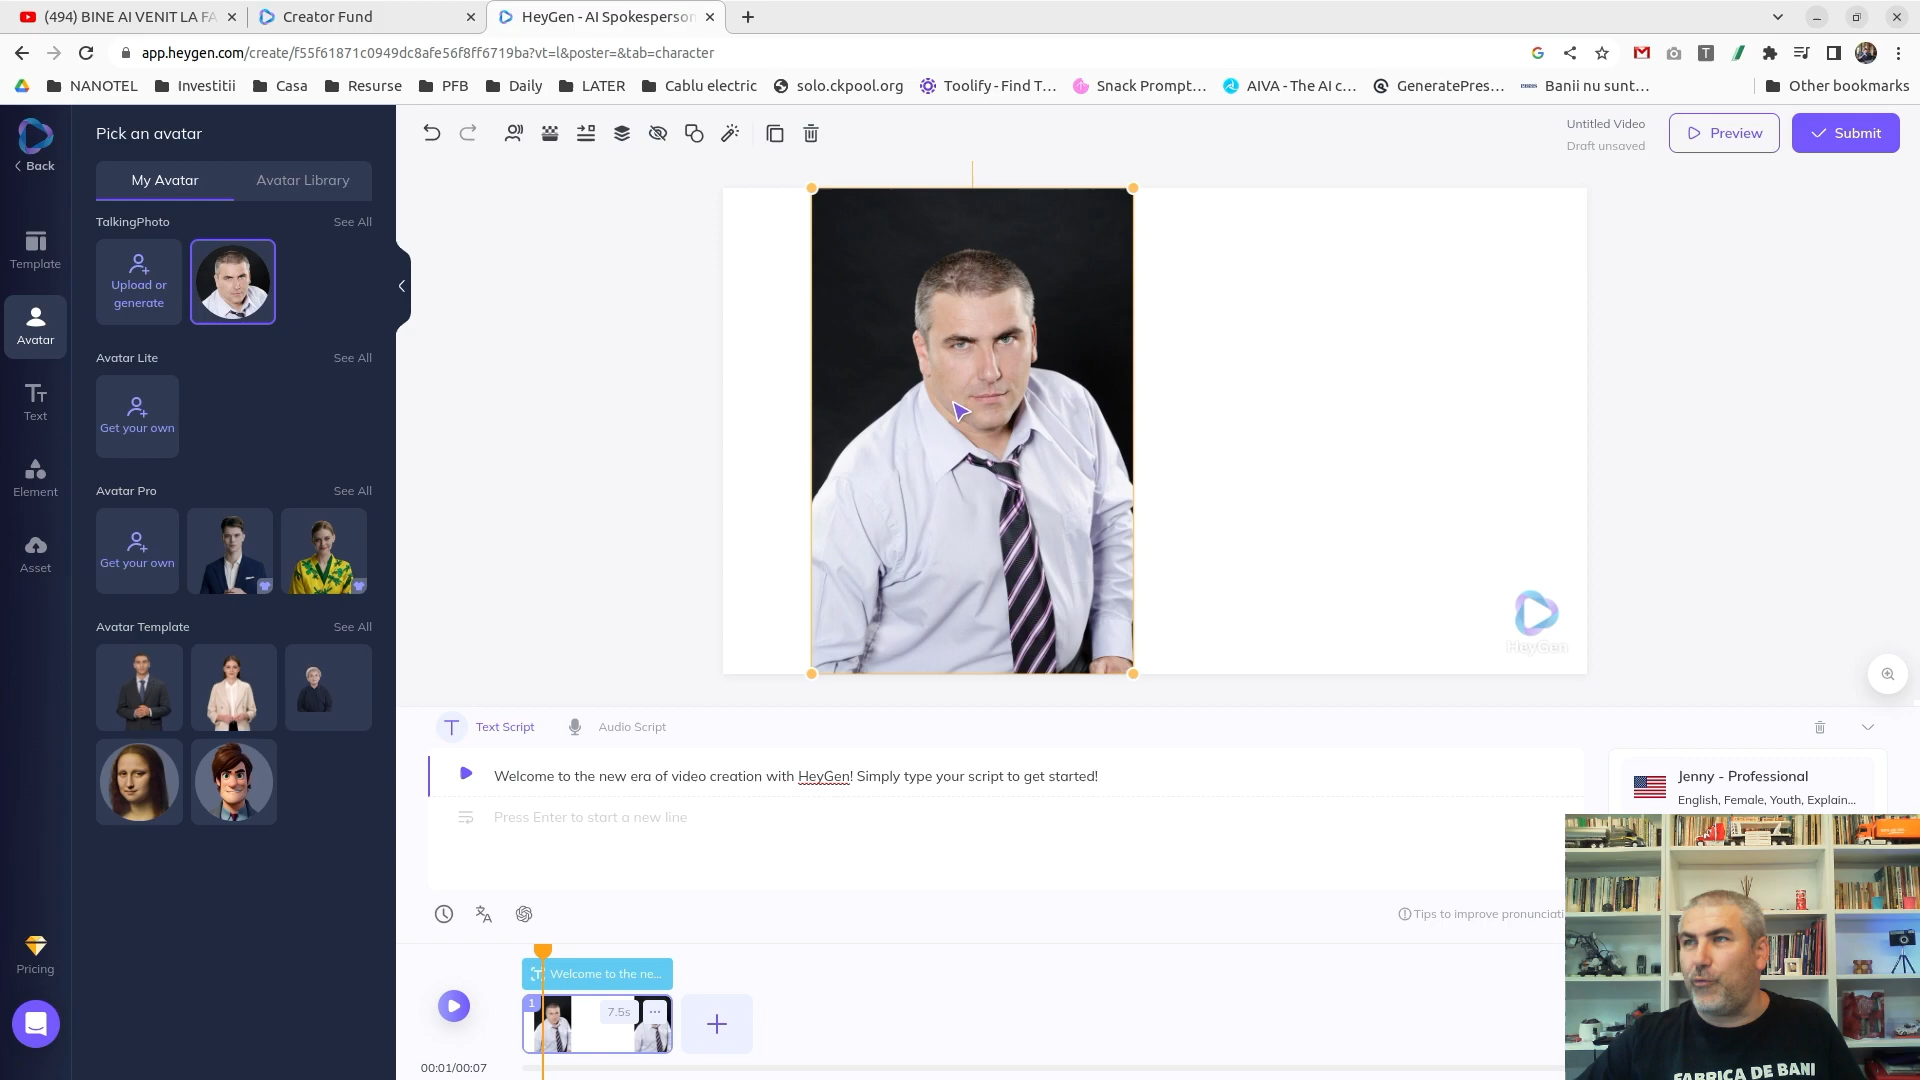 (494) BINE AI VENIT LA FA
Creator Fund
HeyGen - AI Spokesperson
app.heygen.com/create/f55f61871c0949dc8afe56f8ff6719ba?vt=l&poster=&tab=character
NANOTEL
Investitii
Casa
Resurse
PFB
Daily
LATER
Cablu electric
solo.ckpool.org
Toolify - Find T…
Snack Prompt…
AIVA - The AI c…
GeneratePres…
Banii nu sunt…
Other bookmarks
Back
Pick an avatar
Untitled Video
Draft unsaved
Preview
Submit
My Avatar
Avatar Library
TalkingPhoto
See All
Upload or
generate
Template
Avatar
Text
Element
Asset
Avatar Lite
See All
Get your own
Avatar Pro
See All
Get your own
Avatar Template
See All
HeyGen
Text Script
Audio Script
Welcome to the new era of video creation with HeyGen! Simply type your script to get started!
Press Enter to start a new line
Jenny - Professional
English, Female, Youth, Explain...
Tips to improve pronunciati
Pricing
Welcome to the ne...
1
7.5s
00:01/00:07
FABRICA DE BANI